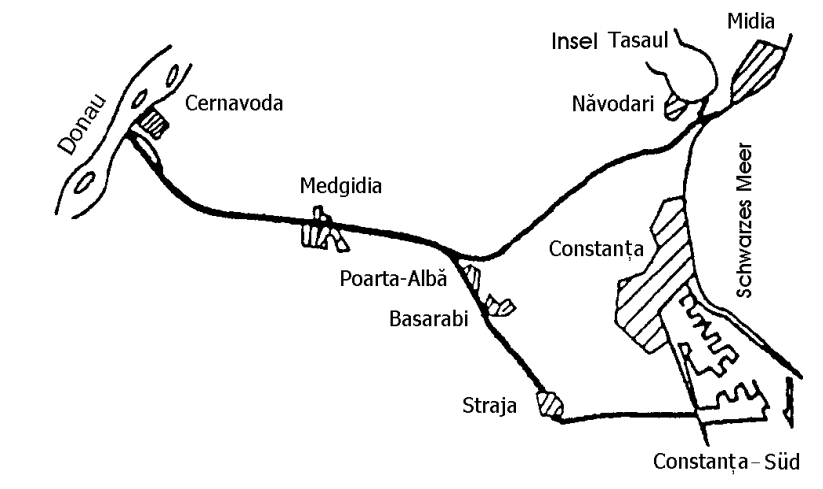 Midia
Insel Tasaul
Năvodari
Cernavoda
Donau
Medgidia
Schwarzes Meer
Constanța
Poarta-Albă
Basarabi
Straja
Constanța-Süd